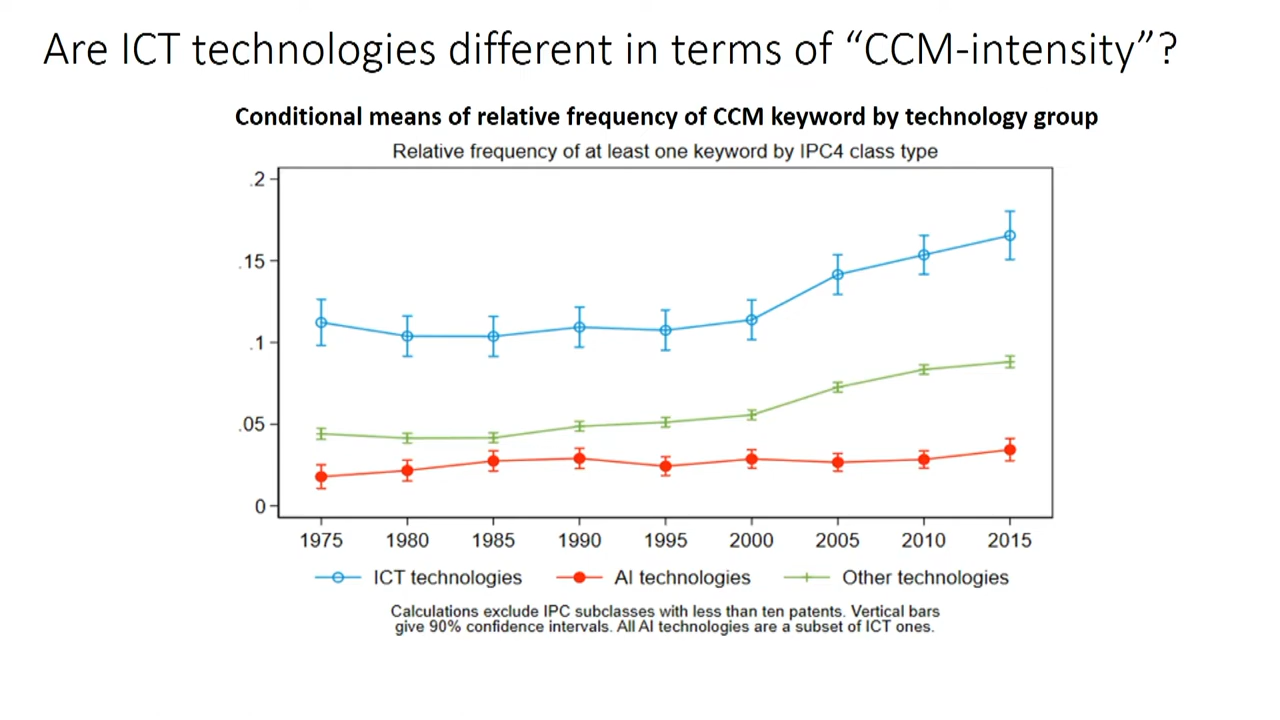 Are ICT technologies different in terms of “CCM-intensity”?
Conditional means of relative frequency of CCM keyword by technology group
Relative frequency of at least one keyword by IPC4 class type
.2
.15
.1
.05
0
1975 1980 1985 1990 1995 2000 2005 2010 2015
ICT technologies AI technologies Other technologies
Calculations exclude IPC subclasses with less than ten patents. Vertical bars
give 90% confidence intervals. All AI technologies are a subset of ICT ones.